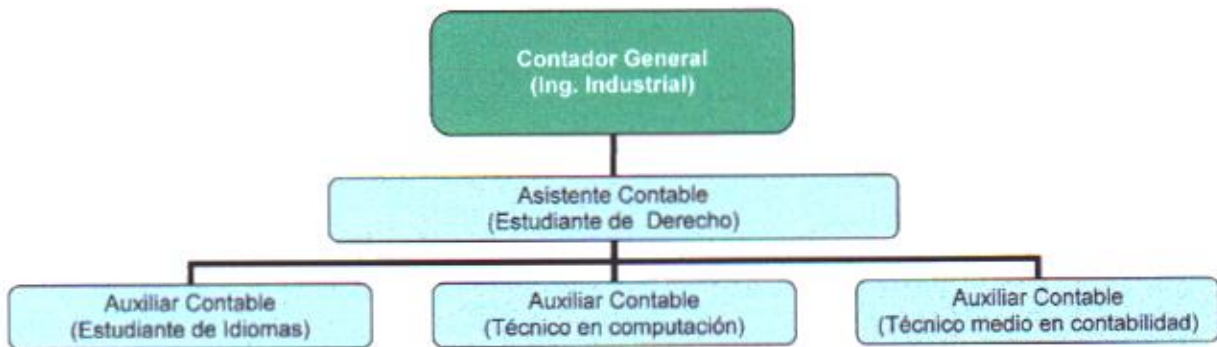 Contador General
(Ing. Industrial)
Asistente Contable
(Estudiante de Derecho)
Auxiliar Contable
(Estudiante de Idiomas)
Auxiliar Contable
(Técnico en computación)
Auxiliar Contable
(Técnico medio en contabilidad)